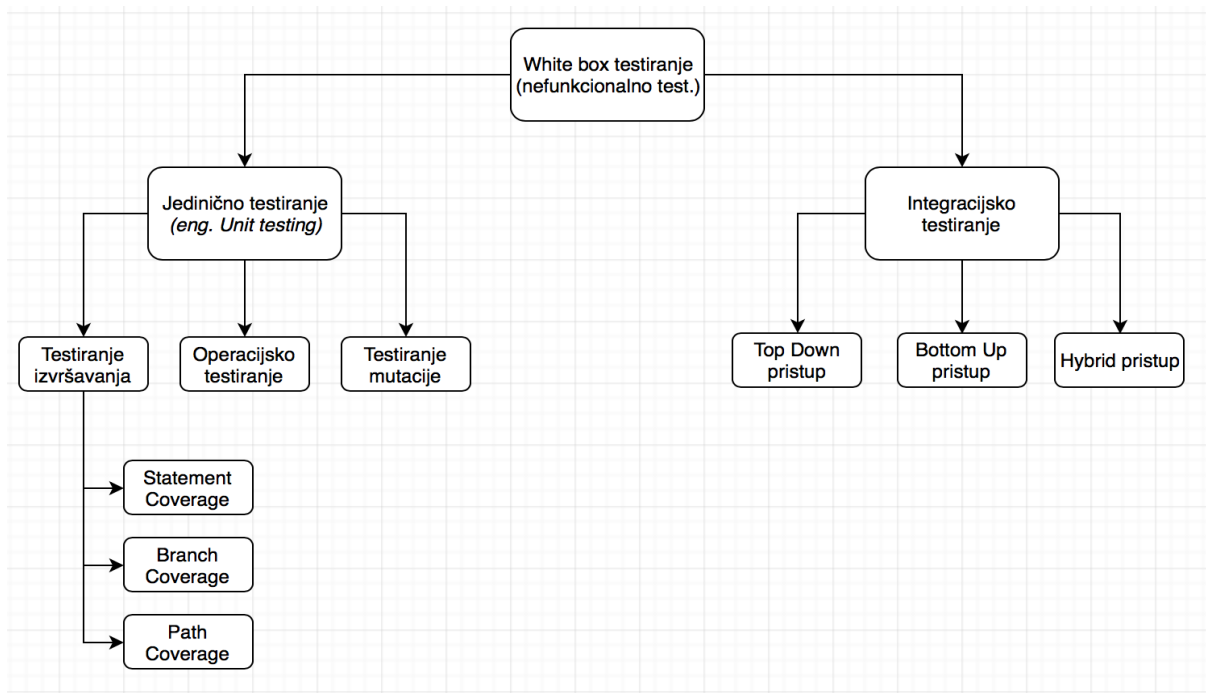 White box testiranje
(nefunkcionalno test.)
Jedinično testiranje
(eng. Unit testing)
Integracijsko
testiranje
Testiranje
izvršavanja
Operacijsko
testiranje
Testiranje
mutacije
Top Down
pristup
Bottom Up
pristup
Hybrid pristup
Statement
Coverage
Branch
Coverage
Path
Coverage